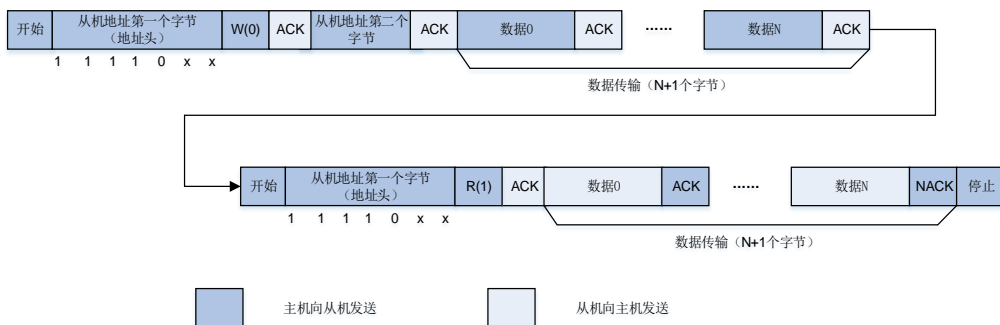 开始 从机地址第一个字节 (地址头) W(0) ACK 从机地址第二个字节 ACK 数据0 ACK ...... 数据N ACK
1 1 1 1 0 x x
数据传输（N+1个字节）
开始 从机地址第一个字节 (地址头) R(1) ACK 数据0 ACK ...... 数据N NACK 停止
1 1 1 1 0 x x
数据传输（N+1个字节）
主机向从机发送 从机向主机发送